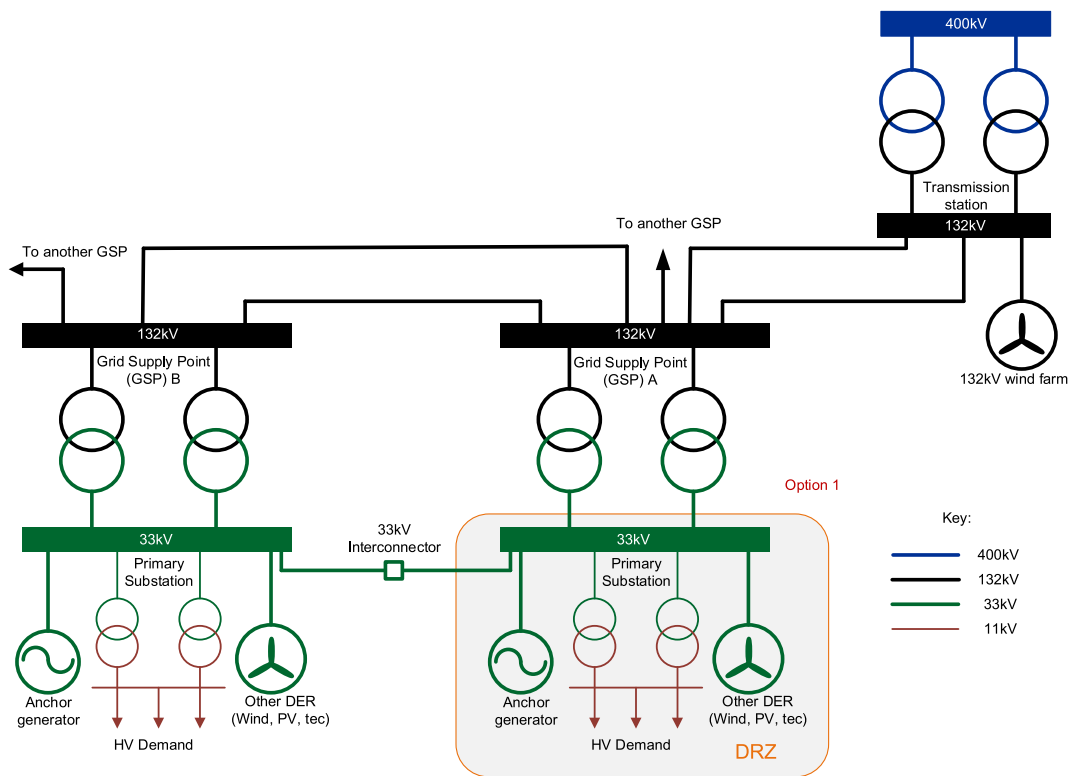 400kV
Transmission
station
132kV
To another GSP
To another GSP
132kV
132kV
132kV wind farm
Grid Supply Point
(GSP) B
Grid Supply Point
(GSP) A
Option 1
33kV
33kV
33kV
Interconnector
Primary
Substation
Primary
Substation
Key:
400kV
132kV
33kV
11kV
Anchor
generator
Other DER
(Wind, PV, tec)
HV Demand
Anchor
generator
Other DER
(Wind, PV, tec)
HV Demand
DRZ